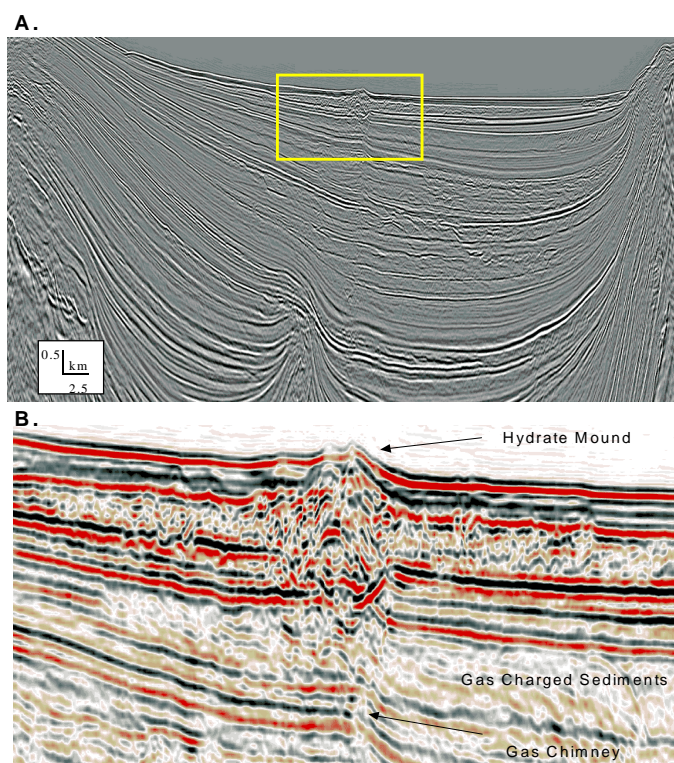 A.
0.5
km
2.5
B.
Hydrate Mound
Gas Charged Sediments
Gas Chimney